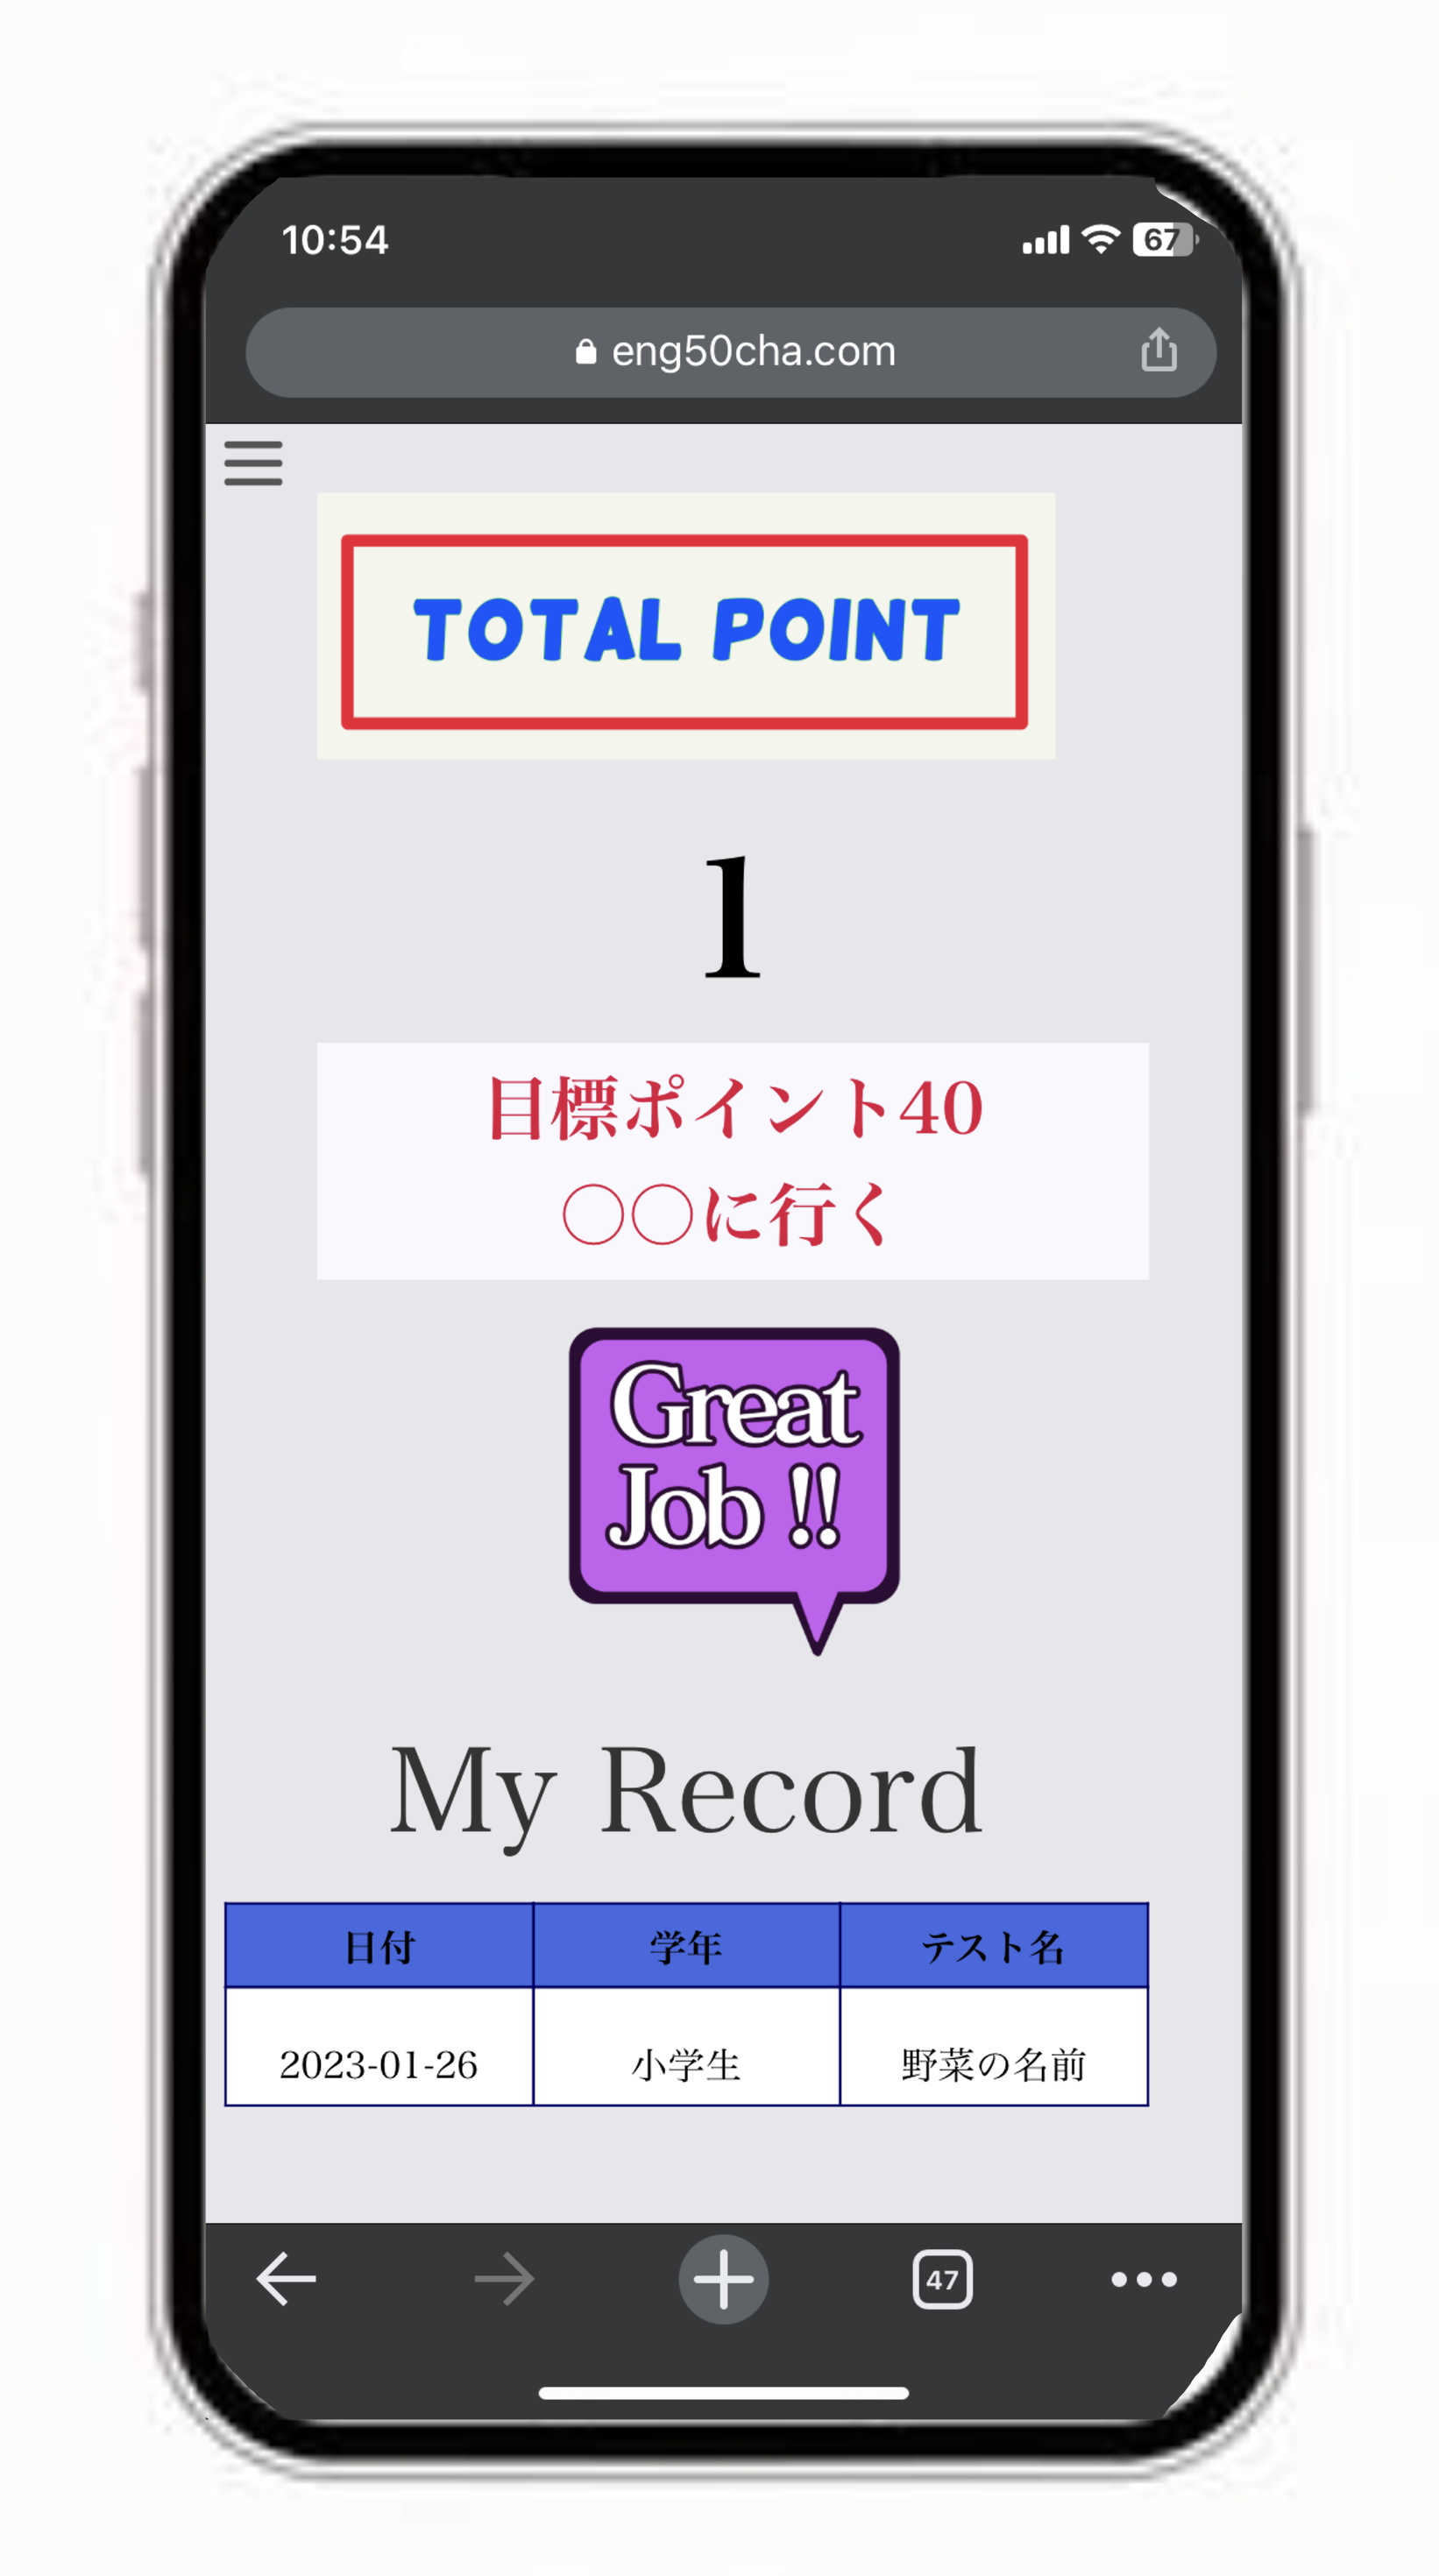 10:54
67
eng50cha.com
TOTAL POINT
1
目標ポイント40
○○に行く
Great
Job !!
My Record
日付 学年 テスト名
2023-01-26 小学生 野菜の名前
47